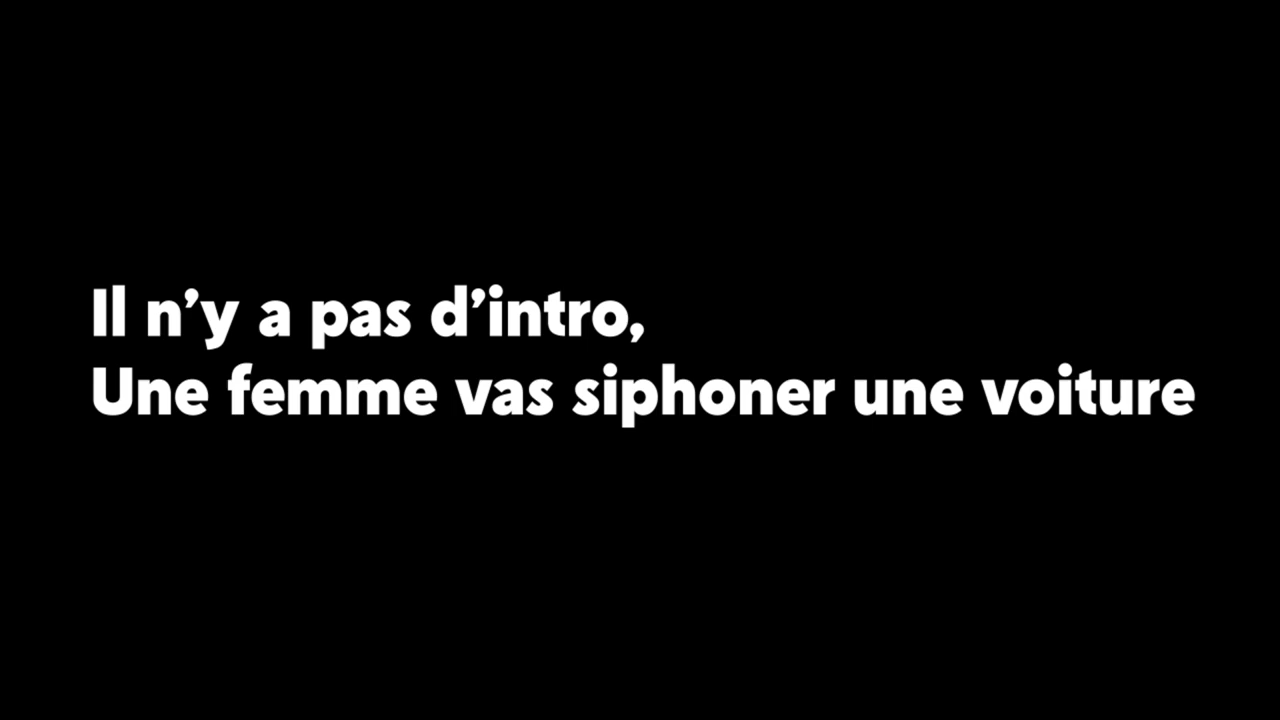 Il n’y a pas d’intro,
Une femme vas siphoner une voiture